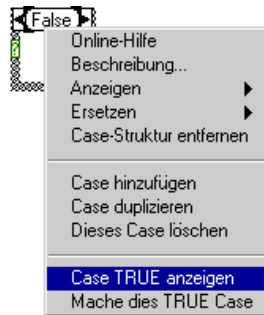 False
?
Online-Hilfe
Beschreibung...
Anzeigen
Ersetzen
Case-Struktur entfernen
Case hinzufügen
Case duplizieren
Dieses Case löschen
Case TRUE anzeigen
Mache dies TRUE Case